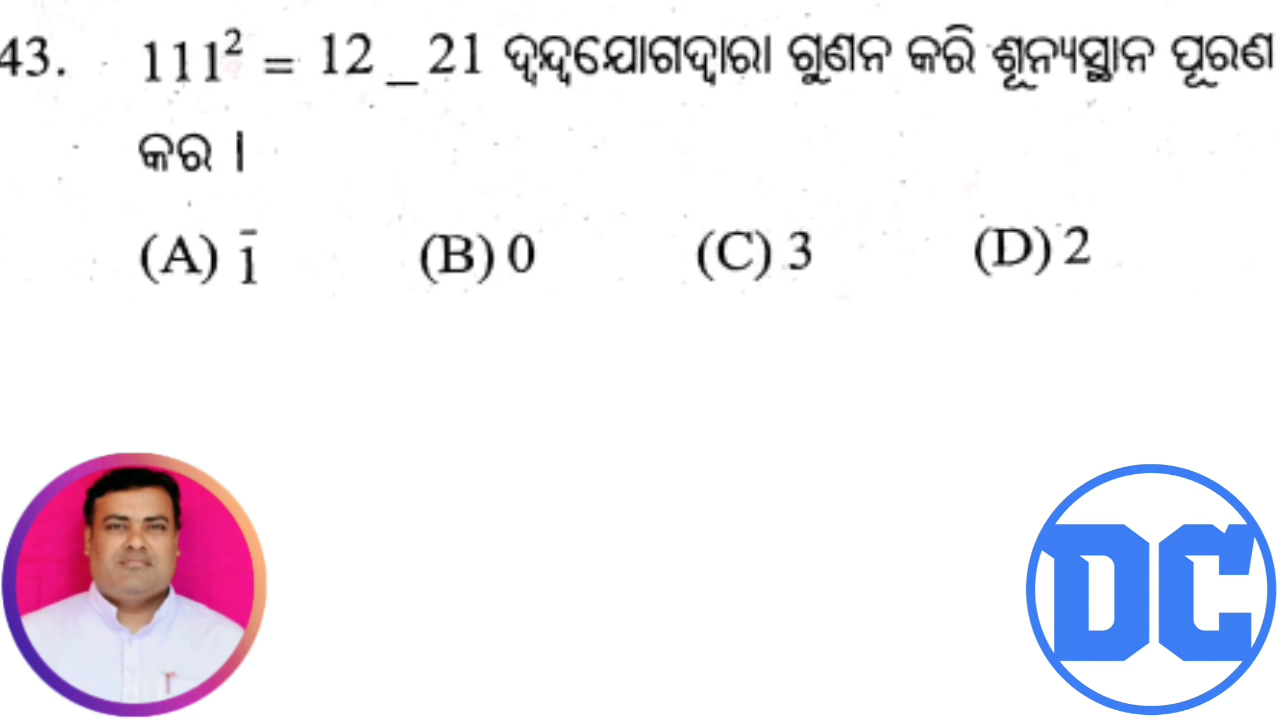 43. 111² = 12 _ 21 ଦ୍ୱନ୍ଦ୍ୱଯୋଗଦ୍ୱାରା ଗୁଣନ କରି ଶୂନ୍ୟସ୍ଥାନ ପୂରଣ
କର ।
(A) 1̄ (B) 0 (C) 3 (D) 2
DC